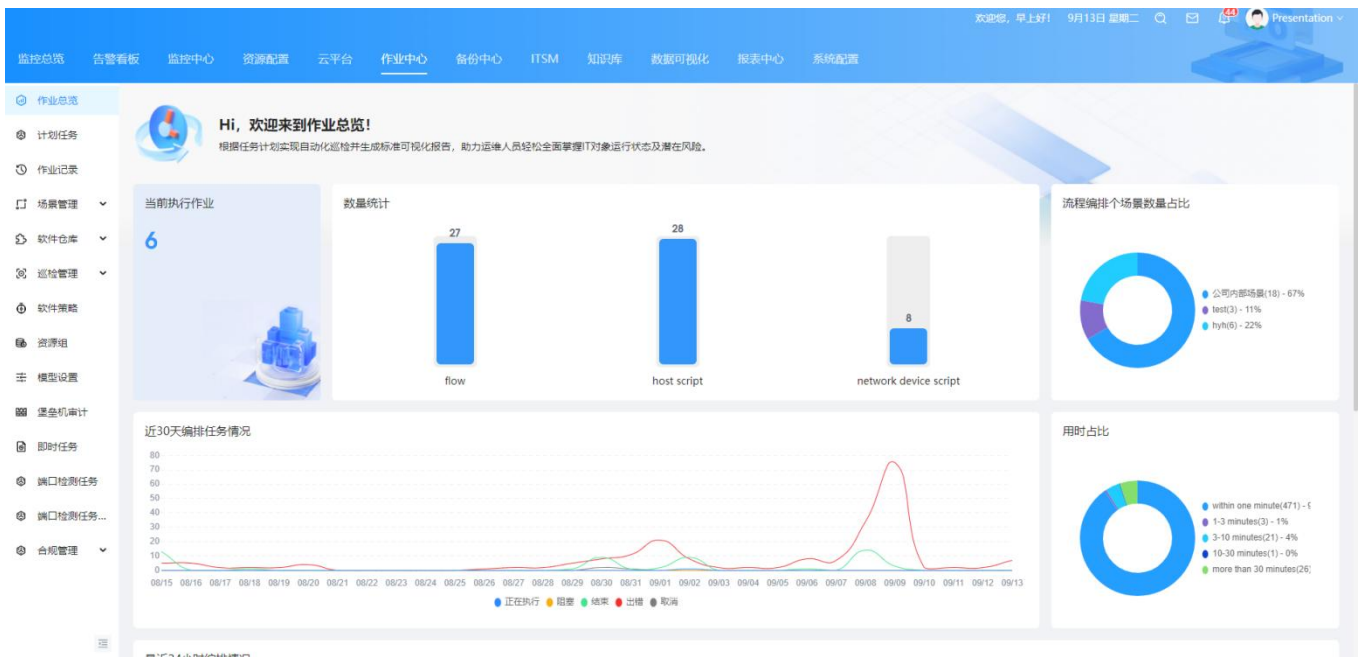 欢迎您，早上好! 9月13日 星期二 44 Presentation
监控总览 告警看板 监控中心 资源配置 云平台 作业中心 备份中心 ITSM 知识库 数据可视化 报表中心 系统配置
作业总览
计划任务
作业记录
场景管理
软件仓库
巡检管理
软件策略
资源组
模型设置
堡垒机审计
即时任务
端口检测任务
端口检测任务...
合规管理
Hi，欢迎来到作业总览！
根据任务计划实现自动化巡检并生成标准可视化报告，助力运维人员轻松全面掌握IT对象运行状态及潜在风险。
当前执行作业
6
数量统计
27
28
8
flow
host script
network device script
流程编排个场景数量占比
公司内部场景(18) - 67%
test(3) - 11%
hyh(6) - 22%
近30天编排任务情况
80
70
60
50
40
30
20
10
0
08/15 08/16 08/17 08/18 08/19 08/20 08/21 08/22 08/23 08/24 08/25 08/26 08/27 08/28 08/29 08/30 08/31 09/01 09/02 09/03 09/04 09/05 09/06 09/07 09/08 09/09 09/10 09/11 09/12 09/13
正在执行 阻塞 结束 出错 取消
用时占比
within one minute(471) -
1-3 minutes(3) - 1%
3-10 minutes(21) - 4%
10-30 minutes(1) - 0%
more than 30 minutes(26)